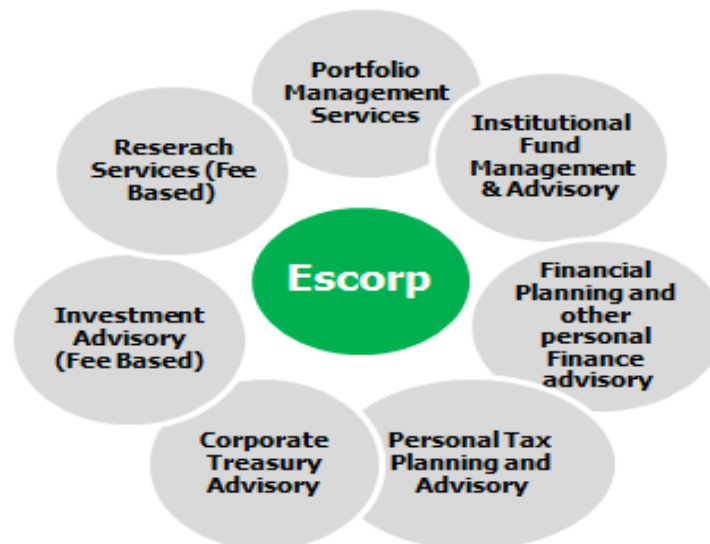 Portfolio
Management
Services
Institutional
Fund
Management
& Advisory
Financial
Planning and
other
personal
Finance
advisory
Personal Tax
Planning and
Advisory
Corporate
Treasury
Advisory
Investment
Advisory
(Fee Based)
Reserach
Services (Fee
Based)
Escorp